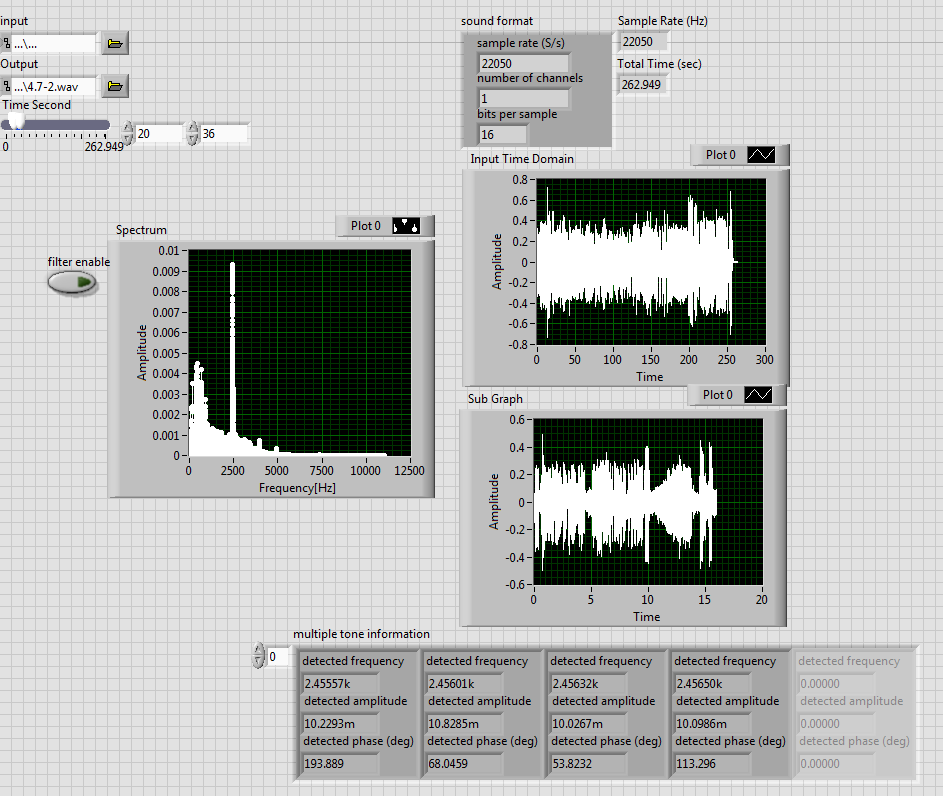 input
...\...
Output
...\4.7-2.wav
Time Second
0 262.949
20 36
sound format
sample rate (S/s)
22050
number of channels
1
bits per sample
16
Sample Rate (Hz)
22050
Total Time (sec)
262.949
Input Time Domain
Plot 0
0.8
0.6
0.4
0.2
0
-0.2
-0.4
-0.6
-0.8
Amplitude
0 50 100 150 200 250 300
Time
filter enable
Spectrum
Plot 0
0.01
0.009
0.008
0.007
0.006
0.005
0.004
0.003
0.002
0.001
0
Amplitude
0 2500 5000 7500 10000 12500
Frequency[Hz]
Sub Graph
Plot 0
0.6
0.4
0.2
0
-0.2
-0.4
-0.6
Amplitude
0 5 10 15 20
Time
multiple tone information
0
detected frequency
2.45557k
detected amplitude
10.2293m
detected phase (deg)
193.889
detected frequency
2.45601k
detected amplitude
10.8285m
detected phase (deg)
68.0459
detected frequency
2.45632k
detected amplitude
10.0267m
detected phase (deg)
53.8232
detected frequency
2.45650k
detected amplitude
10.0986m
detected phase (deg)
113.296
detected frequency
0.00000
detected amplitude
0.00000
detected phase (deg)
0.00000